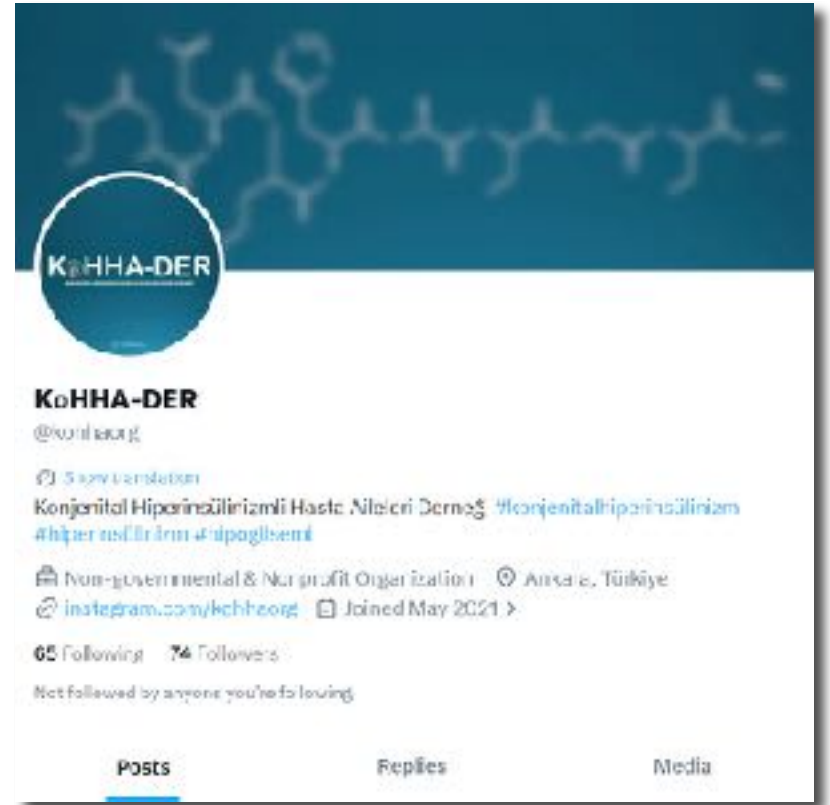 KoHHA-DER
KoHHA-DER
@kohhaorg
Show translation
Konjenital Hiperinsülinizmli Hasta Aileleri Derneği #konjenitalhiperinsülinizm
#hiperinsülinizm #hipoglisemi
Non-governmental & Nonprofit Organization Ankara, Türkiye
instagram.com/kohhaorg Joined May 2021
65 Following 74 Followers
Not followed by anyone you're following
Posts Replies Media